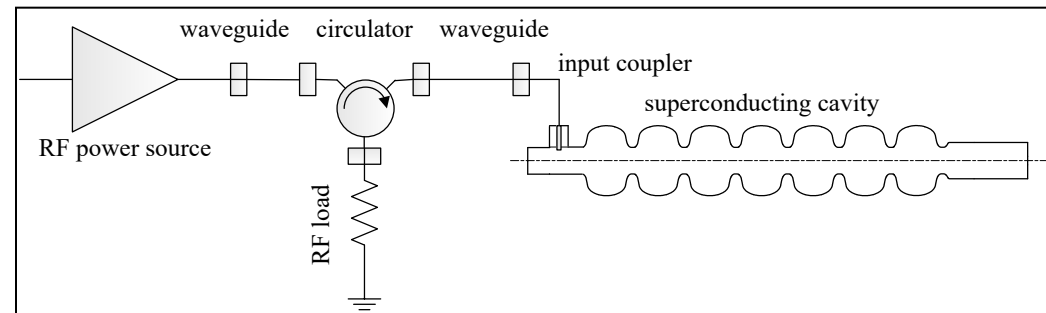 waveguide circulator waveguide
input coupler
superconducting cavity
RF power source
RF load